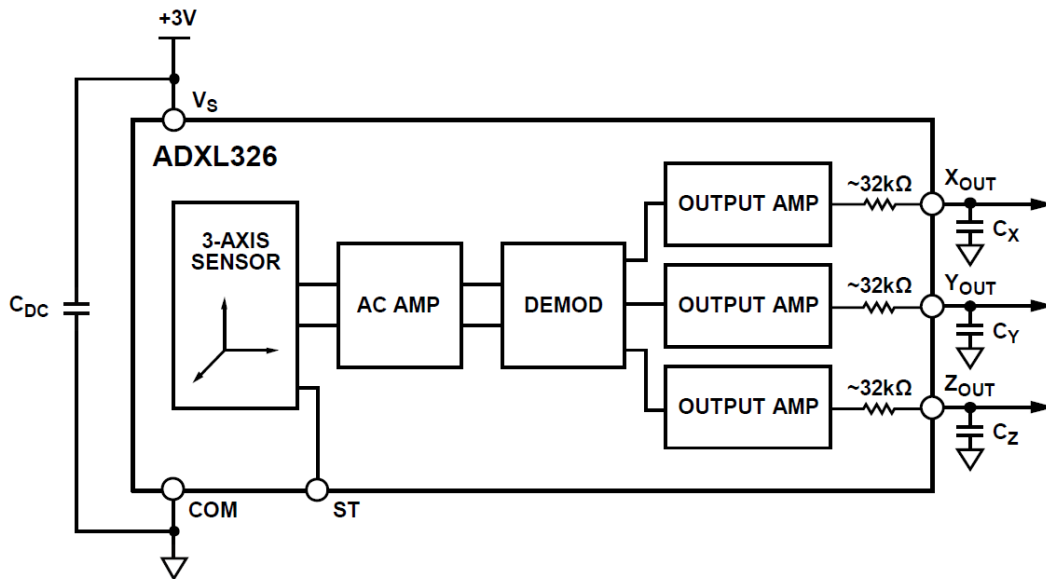 +3V
VS
ADXL326
3-AXIS
SENSOR
AC AMP
DEMOD
OUTPUT AMP
~32kΩ
XOUT
CX
OUTPUT AMP
~32kΩ
YOUT
CY
OUTPUT AMP
~32kΩ
ZOUT
CZ
CDC
COM
ST